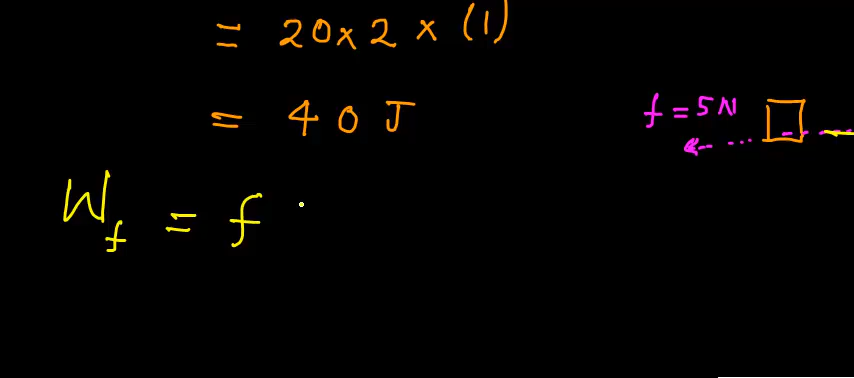 = 20 x 2 x (1)
= 40 J
f = 5N
W_f = f